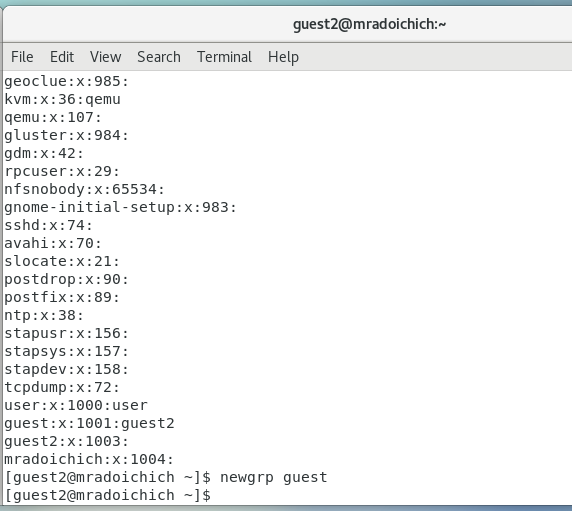 guest2@mradoichich:~
File Edit View Search Terminal Help
geoclue:x:985:
kvm:x:36:qemu
qemu:x:107:
gluster:x:984:
gdm:x:42:
rpcuser:x:29:
nfsnobody:x:65534:
gnome-initial-setup:x:983:
sshd:x:74:
avahi:x:70:
slocate:x:21:
postdrop:x:90:
postfix:x:89:
ntp:x:38:
stapusr:x:156:
stapsys:x:157:
stapdev:x:158:
tcpdump:x:72:
user:x:1000:user
guest:x:1001:guest2
guest2:x:1003:
mradoichich:x:1004:
[guest2@mradoichich ~]$ newgrp guest
[guest2@mradoichich ~]$